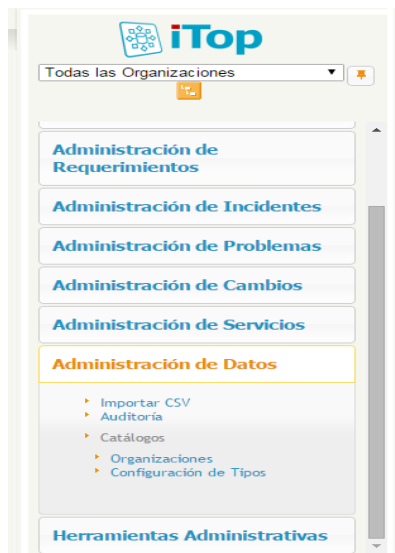 iTop
Todas las Organizaciones
Administración de
Requerimientos
Administración de Incidentes
Administración de Problemas
Administración de Cambios
Administración de Servicios
Administración de Datos
Importar CSV
Auditoría
Catálogos
Organizaciones
Configuración de Tipos
Herramientas Administrativas